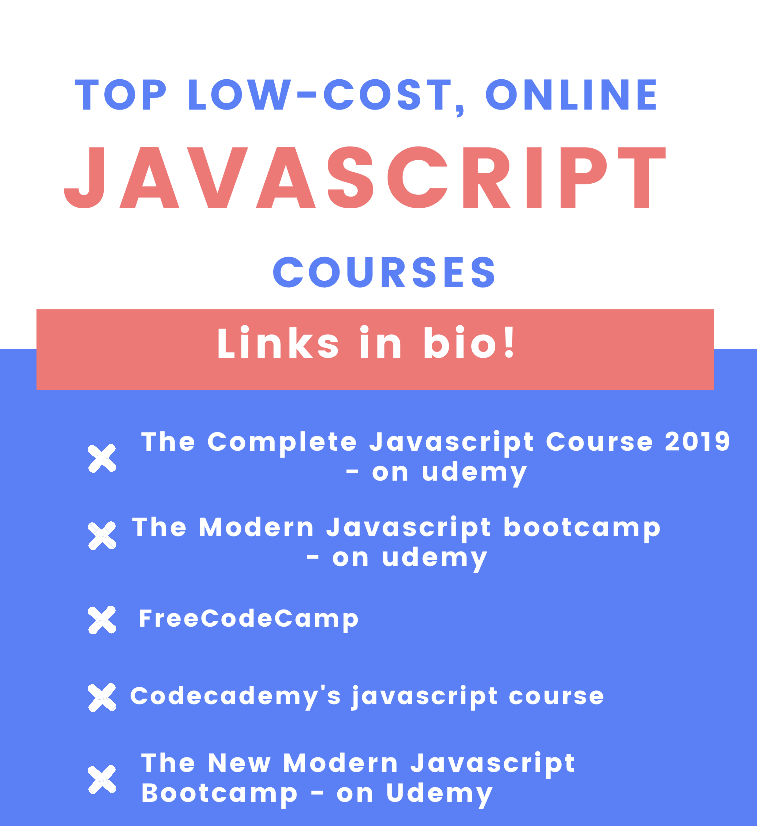 TOP LOW-COST, ONLINE
JAVASCRIPT
COURSES
Links in bio!
The Complete Javascript Course 2019
- on udemy
The Modern Javascript bootcamp
- on udemy
FreeCodeCamp
Codecademy's javascript course
The New Modern Javascript
Bootcamp - on Udemy